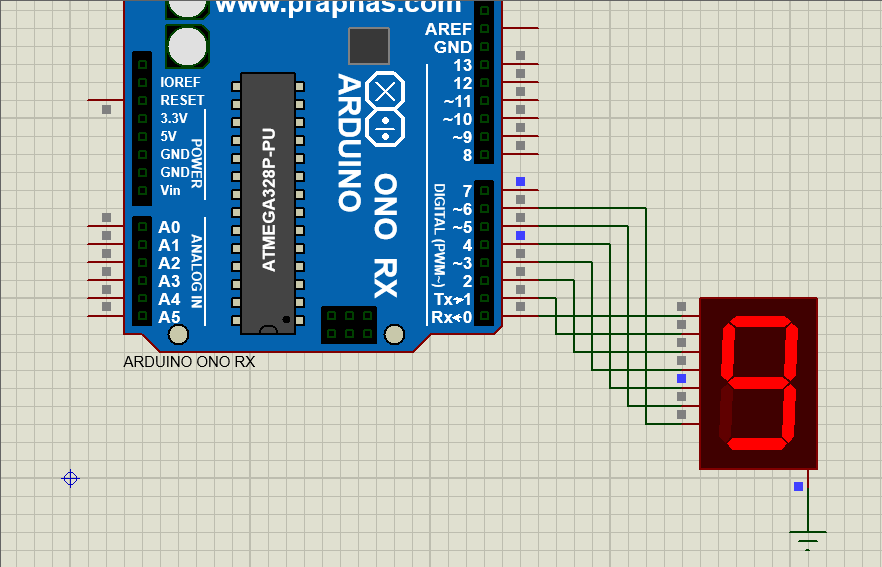 www.prapnas.com
AREF
GND
13
12
~11
~10
~9
8
7
~6
~5
4
~3
2
Tx 1
Rx 0
DIGITAL (PWM~)
IOREF
RESET
3.3V
5V
GND
GND
Vin
POWER
A0
A1
A2
A3
A4
A5
ANALOG IN
ATMEGA328P-PU
ARDUINO
ONO RX
ARDUINO ONO RX
9